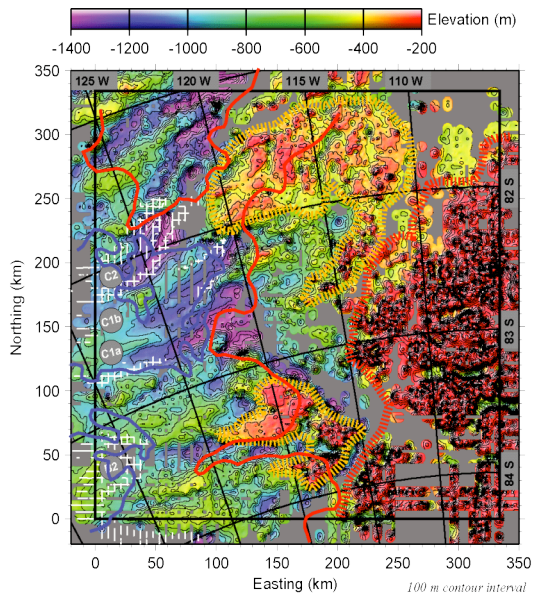 Elevation (m)
-1400 -1200 -1000 -800 -600 -400 -200
350
300
250
200
150
100
50
0
Northing (km)
125 W 120 W 115 W 110 W
82 S
83 S
84 S
C2
C1b
C1a
0 50 100 150 200 250 300 350
Easting (km)
100 m contour interval